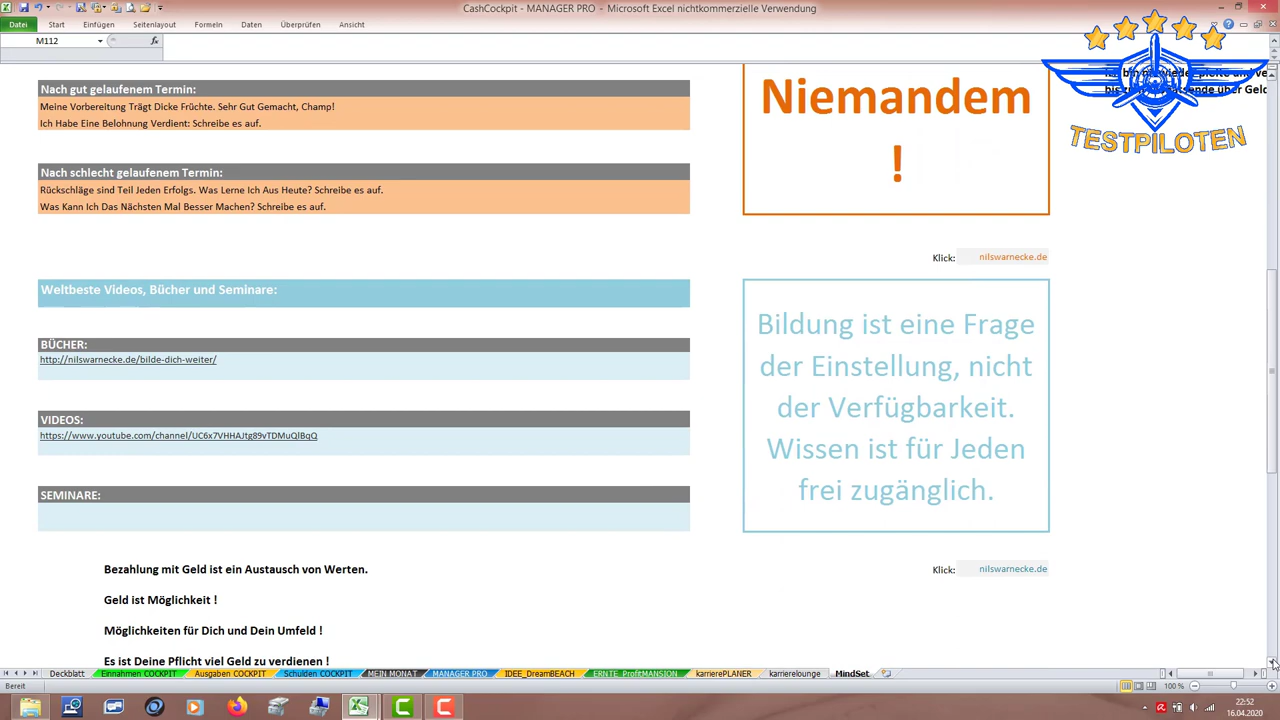 CashCockpit - MANAGER PRO - Microsoft Excel nichtkommerzielle Verwendung
Datei Start Einfügen Seitenlayout Formeln Daten Überprüfen Ansicht
M112 fx
Nach gut gelaufenem Termin:
Meine Vorbereitung Trägt Dicke Früchte. Sehr Gut Gemacht, Champ!
Ich Habe Eine Belohnung Verdient: Schreibe es auf.
Nach schlecht gelaufenem Termin:
Rückschläge sind Teil Jeden Erfolgs. Was Lerne Ich Aus Heute? Schreibe es auf.
Was Kann Ich Das Nächsten Mal Besser Machen? Schreibe es auf.
Niemandem
!
über Geld
TESTPILOTEN
Klick: nilswarnecke.de
Weltbeste Videos, Bücher und Seminare:
BÜCHER:
http://nilswarnecke.de/bilde-dich-weiter/
VIDEOS:
https://www.youtube.com/channel/UC6x7VHHAJtg89vTDMuQlBqQ
SEMINARE:
Bildung ist eine Frage
der Einstellung, nicht
der Verfügbarkeit.
Wissen ist für Jeden
frei zugänglich.
Klick: nilswarnecke.de
Bezahlung mit Geld ist ein Austausch von Werten.
Geld ist Möglichkeit !
Möglichkeiten für Dich und Dein Umfeld !
Es ist Deine Pflicht viel Geld zu verdienen !
Deckblatt Einnahmen COCKPIT Ausgaben COCKPIT Schulden COCKPIT MEIN MONAT MANAGER PRO IDEE_DreamBEACH ERNTE_ProfitMANSION karrierePLANER karrierelounge MindSet
Bereit 100 %
22:52
16.04.2020